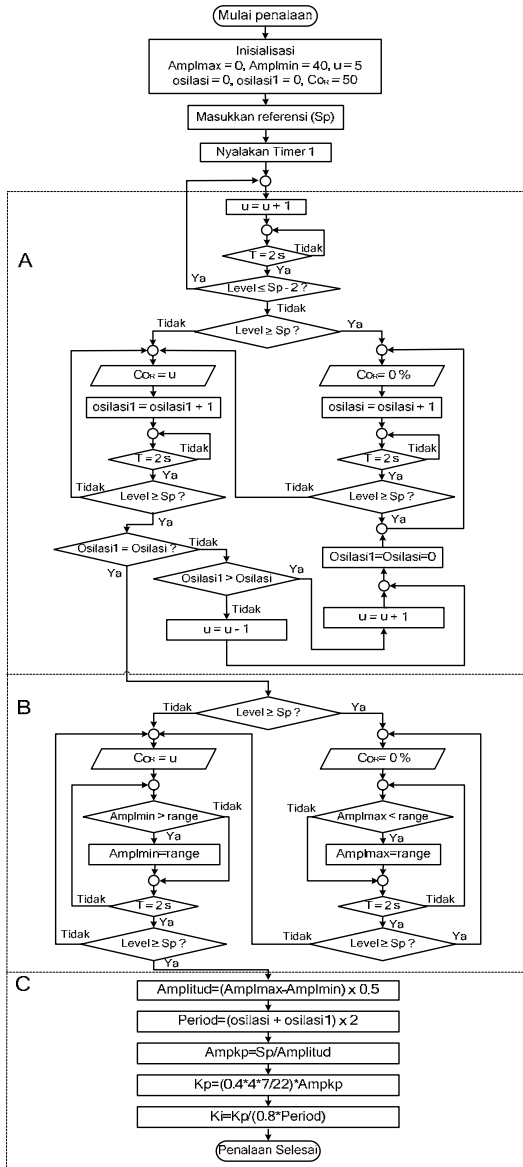 Mulai penalaan
Inisialisasi
Amplmax = 0, Amplmin = 40, u = 5
osilasi = 0, osilasi1 = 0, COR = 50
Masukkan referensi (Sp)
Nyalakan Timer 1
A
u = u + 1
Tidak
T = 2 s
Ya
Ya
Level ≤ Sp - 2 ?
Tidak
Tidak
Level ≥ Sp ?
Ya
COR = u
COR = 0 %
osilasi1 = osilasi1 + 1
osilasi = osilasi + 1
Tidak
Tidak
T = 2 s
T = 2 s
Ya
Ya
Tidak
Level ≥ Sp ?
Tidak
Level ≥ Sp ?
Ya
Ya
Osilasi1 = Osilasi ?
Tidak
Osilasi1=Osilasi=0
Ya
Osilasi1 > Osilasi
Ya
Tidak
u = u + 1
u = u - 1
B
Tidak
Level ≥ Sp ?
Ya
COR = u
COR = 0 %
Tidak
Tidak
Amplmin > range
Amplmax < range
Ya
Ya
Amplmin=range
Amplmax=range
Tidak
T = 2 s
T = 2 s
Tidak
Ya
Ya
Tidak
Level ≥ Sp ?
Tidak
Level ≥ Sp ?
Ya
Ya
C
Amplitud=(Amplmax-Amplmin) x 0,5
Period=(osilasi + osilasi1) x 2
Ampkp=Sp/Amplitud
Kp=(0.4*4*7/22)*Ampkp
Ki=Kp/(0.8*Period)
Penalaan Selesai